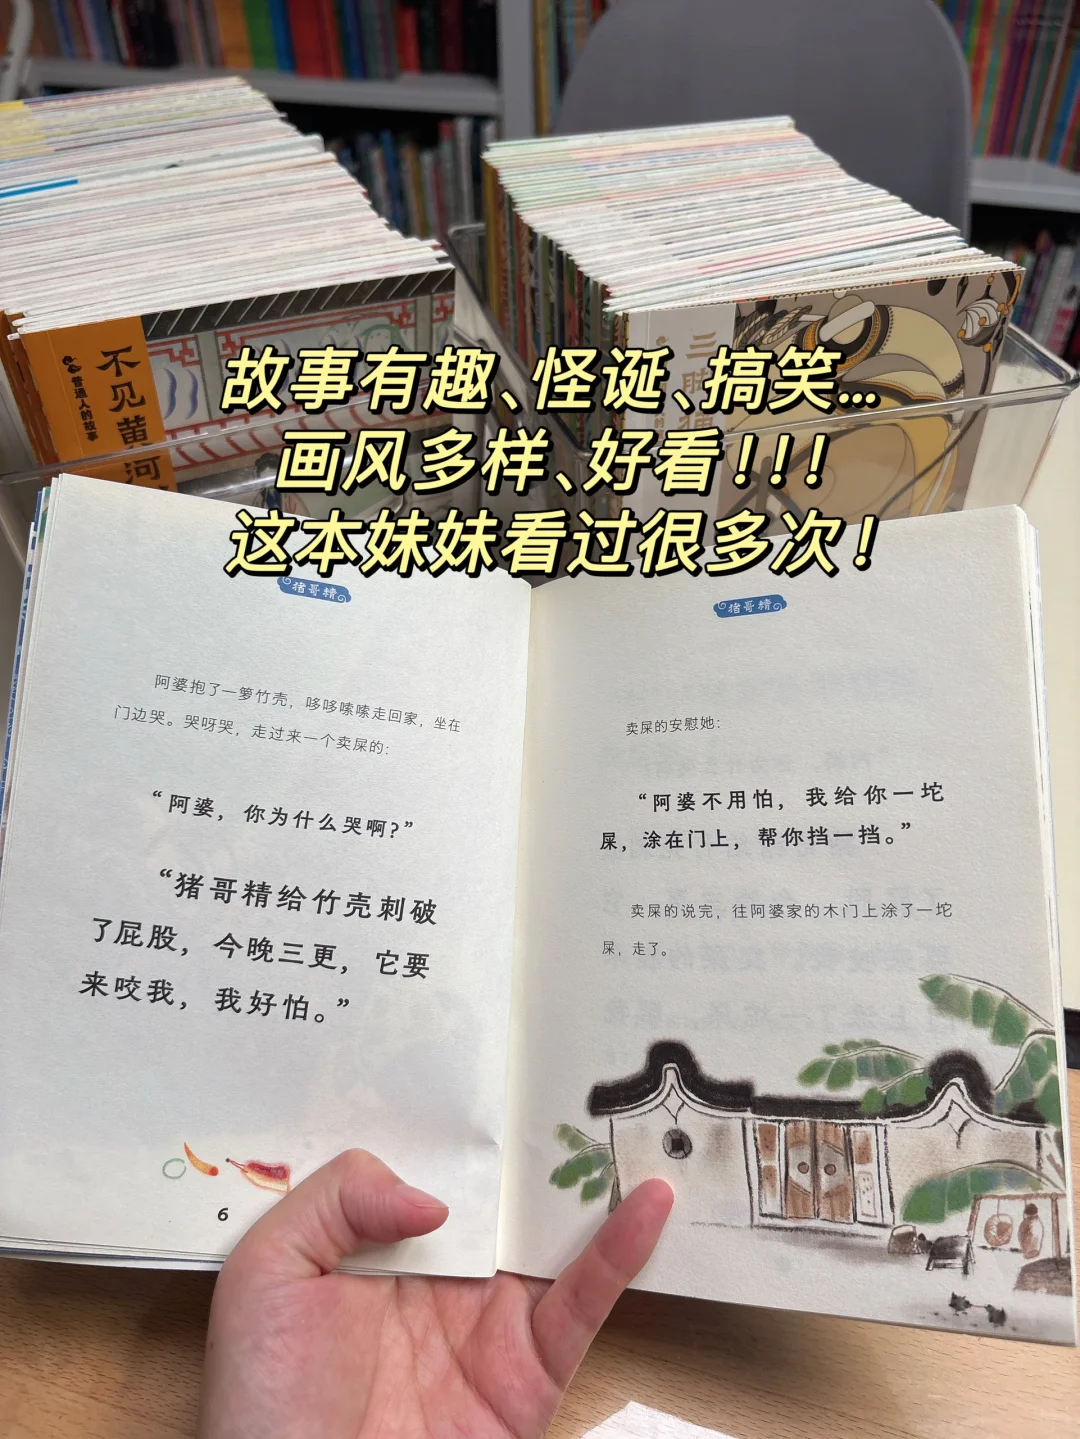 不见黄河
普通人的故事
三脚猫
故事有趣、怪诞、搞笑...
画风多样、好看!!!
这本妹妹看过很多次!
猪哥精
阿婆抱了一箩竹壳，哆哆嗦嗦走回家，坐在
门边哭。哭呀哭，走过来一个卖屎的：
“阿婆，你为什么哭啊?”
“猪哥精给竹壳刺破
了屁股，今晚三更，它要
来咬我，我好怕。”
6
猪哥精
卖屎的安慰她：
“阿婆不用怕，我给你一坨
屎，涂在门上，帮你挡一挡。”
卖屎的说完，往阿婆家的木门上涂了一坨
屎，走了。